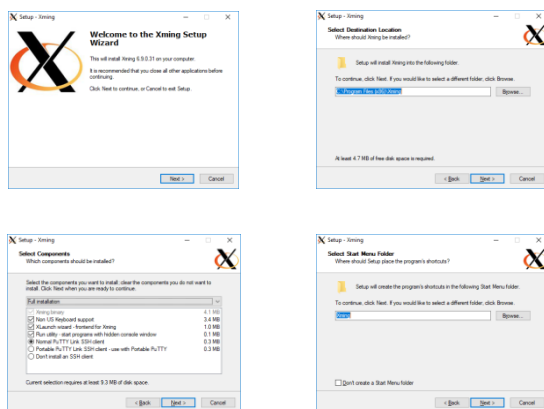 Setup - Xming
Welcome to the Xming Setup
Wizard
This will install Xming 6.9.0.31 on your computer.
It is recommended that you close all other applications before
continuing.
Click Next to continue, or Cancel to exit Setup.
Next >
Cancel
Setup - Xming
Select Destination Location
Where should Xming be installed?
Setup will install Xming into the following folder.
To continue, click Next. If you would like to select a different folder, click Browse.
C:\Program Files (x86)\Xming
Browse...
At least 4.7 MB of free disk space is required.
< Back
Next >
Cancel
Setup - Xming
Select Components
Which components should be installed?
Select the components you want to install; clear the components you do not want to
install. Click Next when you are ready to continue.
Full installation
Xming binary 4.1 MB
Non US Keyboard support 3.4 MB
XLaunch wizard - frontend for Xming 1.0 MB
Run utility - start programs with hidden console window 0.1 MB
Normal PuTTY Link SSH client 0.3 MB
Portable PuTTY Link SSH client - use with Portable PuTTY 0.3 MB
Don't install an SSH client
Current selection requires at least 9.3 MB of disk space.
< Back
Next >
Cancel
Setup - Xming
Select Start Menu Folder
Where should Setup place the program's shortcuts?
Setup will create the program's shortcuts in the following Start Menu folder.
To continue, click Next. If you would like to select a different folder, click Browse.
Xming
Browse...
Don't create a Start Menu folder
< Back
Next >
Cancel